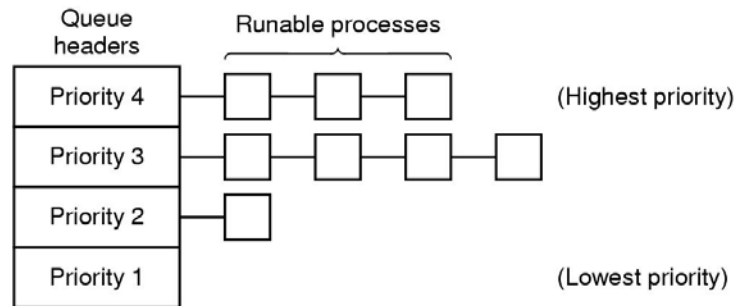 Queue
headers
Runable processes
Priority 4
(Highest priority)
Priority 3
Priority 2
Priority 1
(Lowest priority)